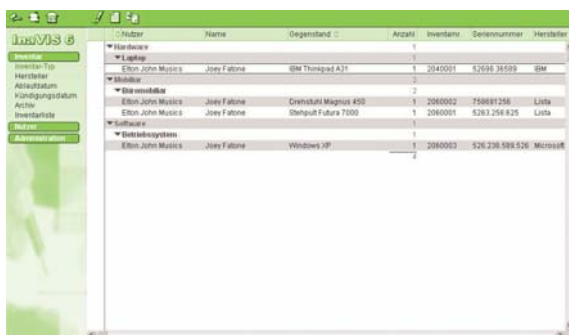 InaVIS 6
Inventar
Inventar-Typ
Hersteller
Ablaufdatum
Kündigungsdatum
Archiv
Inventarliste
Nutzer
Administration
Nutzer Name Gegenstand Anzahl Inventarnr. Seriennummer Hersteller
Hardware 1
Laptop 1
Elton John Musics Joey Fatone IBM Thinkpad A31 1 2040001 52698.36589 IBM
Mobiliar 2
Büromobiliar 2
Elton John Musics Joey Fatone Drehstuhl Magnus 450 1 2060002 758691256 Lista
Elton John Musics Joey Fatone Stehpult Futura 7000 1 2060001 5263.256.625 Lista
Software 1
Betriebssystem 1
Elton John Musics Joey Fatone Windows XP 1 2080003 526.238.589.526 Microsoft
4